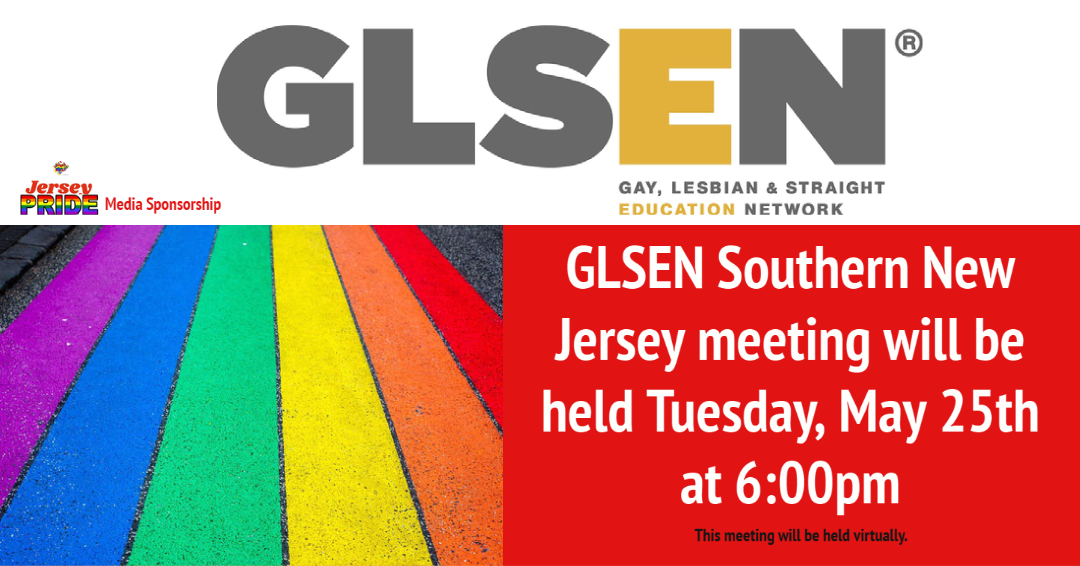 GLSEN®
GAY, LESBIAN & STRAIGHT
EDUCATION NETWORK
Jersey
PRIDE
Media Sponsorship
GLSEN Southern New
Jersey meeting will be
held Tuesday, May 25th
at 6:00pm
This meeting will be held virtually.